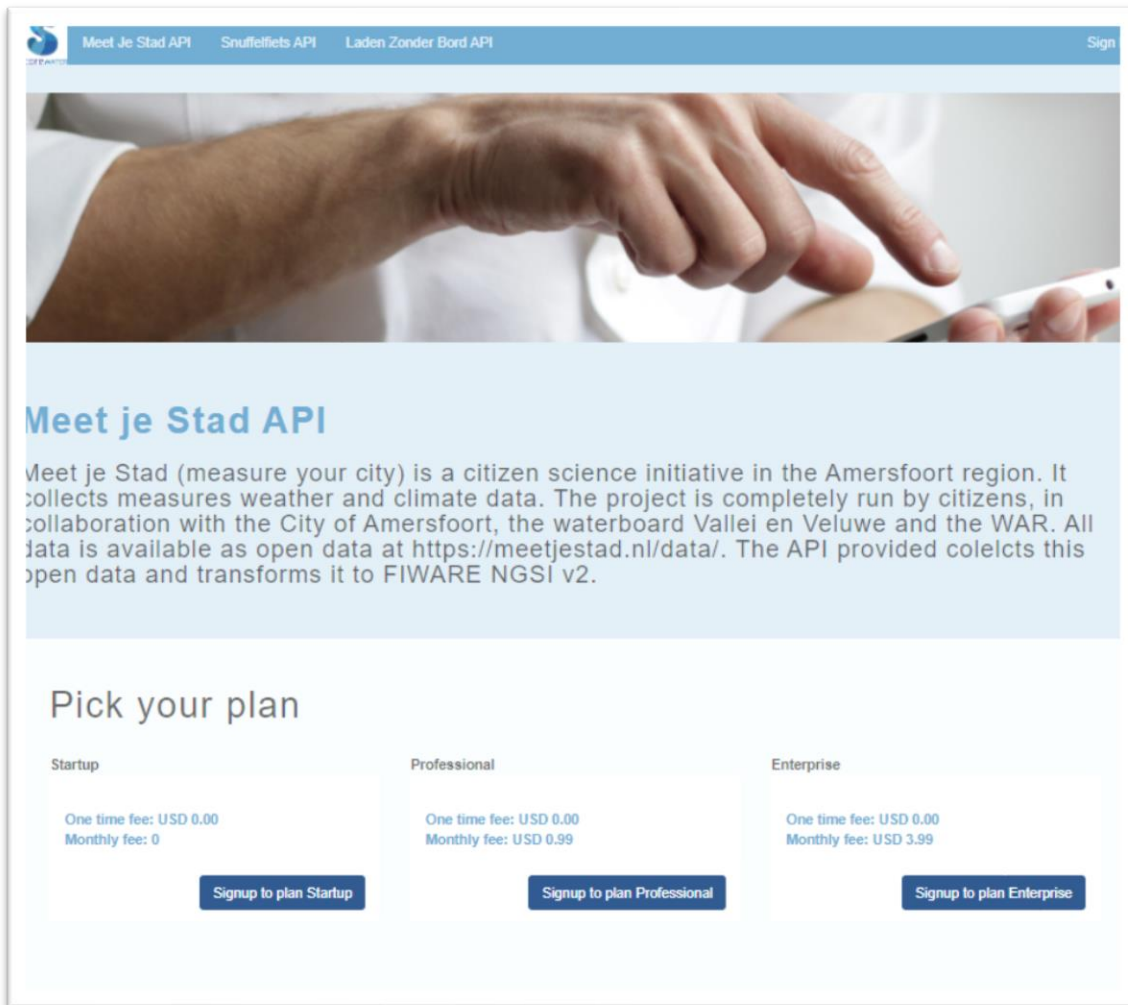 Meet Je Stad API Snuffelfiets API Laden Zonder Bord API Sign
Meet je Stad API
Meet je Stad (measure your city) is a citizen science initiative in the Amersfoort region. It
collects measures weather and climate data. The project is completely run by citizens, in
collaboration with the City of Amersfoort, the waterboard Vallei en Veluwe and the WAR. All
data is available as open data at https://meetjestad.nl/data/. The API provided colelcts this
open data and transforms it to FIWARE NGSI v2.
Pick your plan
Startup Professional Enterprise
One time fee: USD 0.00 One time fee: USD 0.00 One time fee: USD 0.00
Monthly fee: 0 Monthly fee: USD 0.99 Monthly fee: USD 3.99
Signup to plan Startup Signup to plan Professional Signup to plan Enterprise